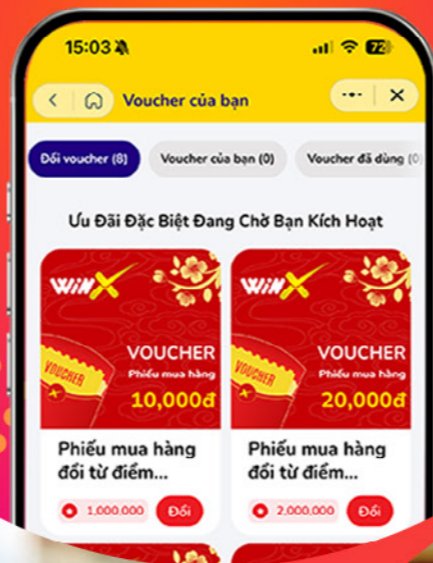 15:03
72
Voucher của bạn
Đổi voucher (8)
Voucher của bạn (0)
Voucher đã dùng (0)
Ưu Đãi Đặc Biệt Đang Chờ Bạn Kích Hoạt
WiNX
VOUCHER
Phiếu mua hàng
10,000đ
VOUCHER
Phiếu mua hàng
đổi từ điểm...
1,000,000
Đổi
WiNX
VOUCHER
Phiếu mua hàng
20,000đ
VOUCHER
Phiếu mua hàng
đổi từ điểm...
2,000,000
Đổi